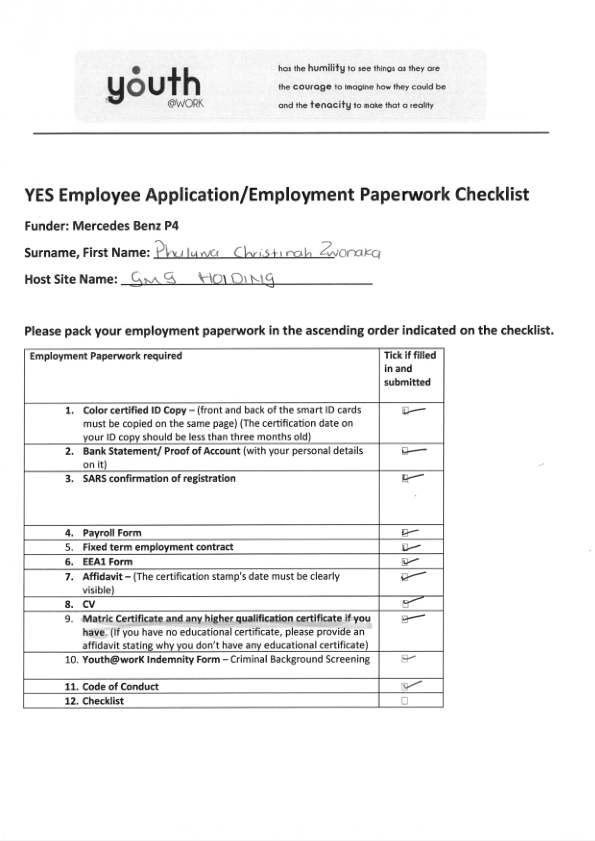 youth
@WORK
has the humility to see things as they are
the courage to imagine how they could be
and the tenacity to make that a reality
YES Employee Application/Employment Paperwork Checklist
Funder: Mercedes Benz P4
Surname, First Name: Phuluwa Christinah Zwonaka
Host Site Name: GMG HOLDING
Please pack your employment paperwork in the ascending order indicated on the checklist.
Employment Paperwork required
Tick if filled
in and
submitted
1. Color certified ID Copy – (front and back of the smart ID cards
must be copied on the same page) (The certification date on
your ID copy should be less than three months old)
2. Bank Statement/ Proof of Account (with your personal details
on it)
3. SARS confirmation of registration
4. Payroll Form
5. Fixed term employment contract
6. EEA1 Form
7. Affidavit – (The certification stamp's date must be clearly
visible)
8. CV
9. Matric Certificate and any higher qualification certificate if you
have. (If you have no educational certificate, please provide an
affidavit stating why you don't have any educational certificate)
10. Youth@worK Indemnity Form – Criminal Background Screening
11. Code of Conduct
12. Checklist